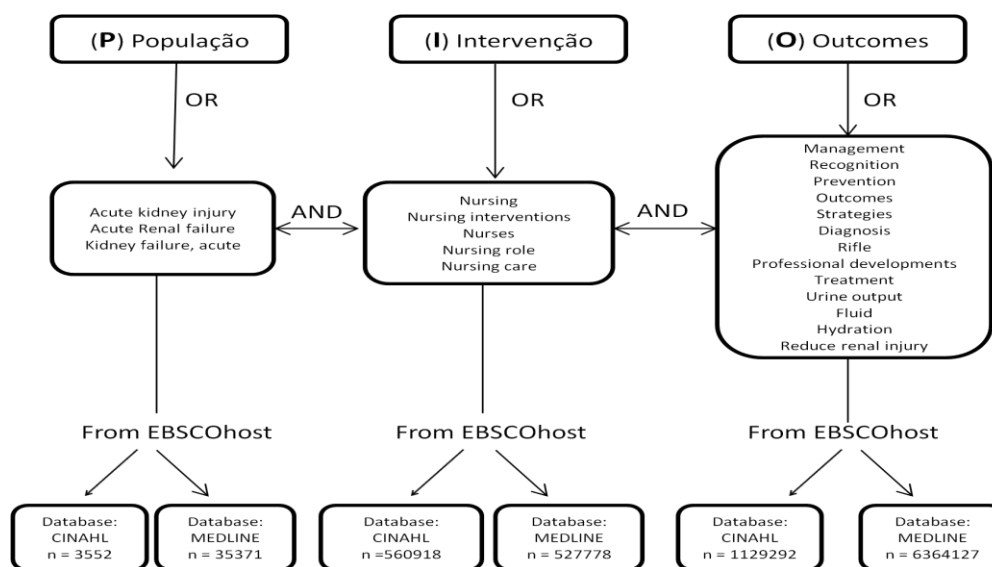 (P) População
(I) Intervenção
(O) Outcomes
OR
OR
OR
Acute kidney injury
Acute Renal failure
Kidney failure, acute
AND
Nursing
Nursing interventions
Nurses
Nursing role
Nursing care
AND
Management
Recognition
Prevention
Outcomes
Strategies
Diagnosis
Rifle
Professional developments
Treatment
Urine output
Fluid
Hydration
Reduce renal injury
From EBSCOhost
From EBSCOhost
From EBSCOhost
Database:
CINAHL
n = 3552
Database:
MEDLINE
n = 35371
Database:
CINAHL
n =560918
Database:
MEDLINE
n = 527778
Database:
CINAHL
n = 1129292
Database:
MEDLINE
n = 6364127